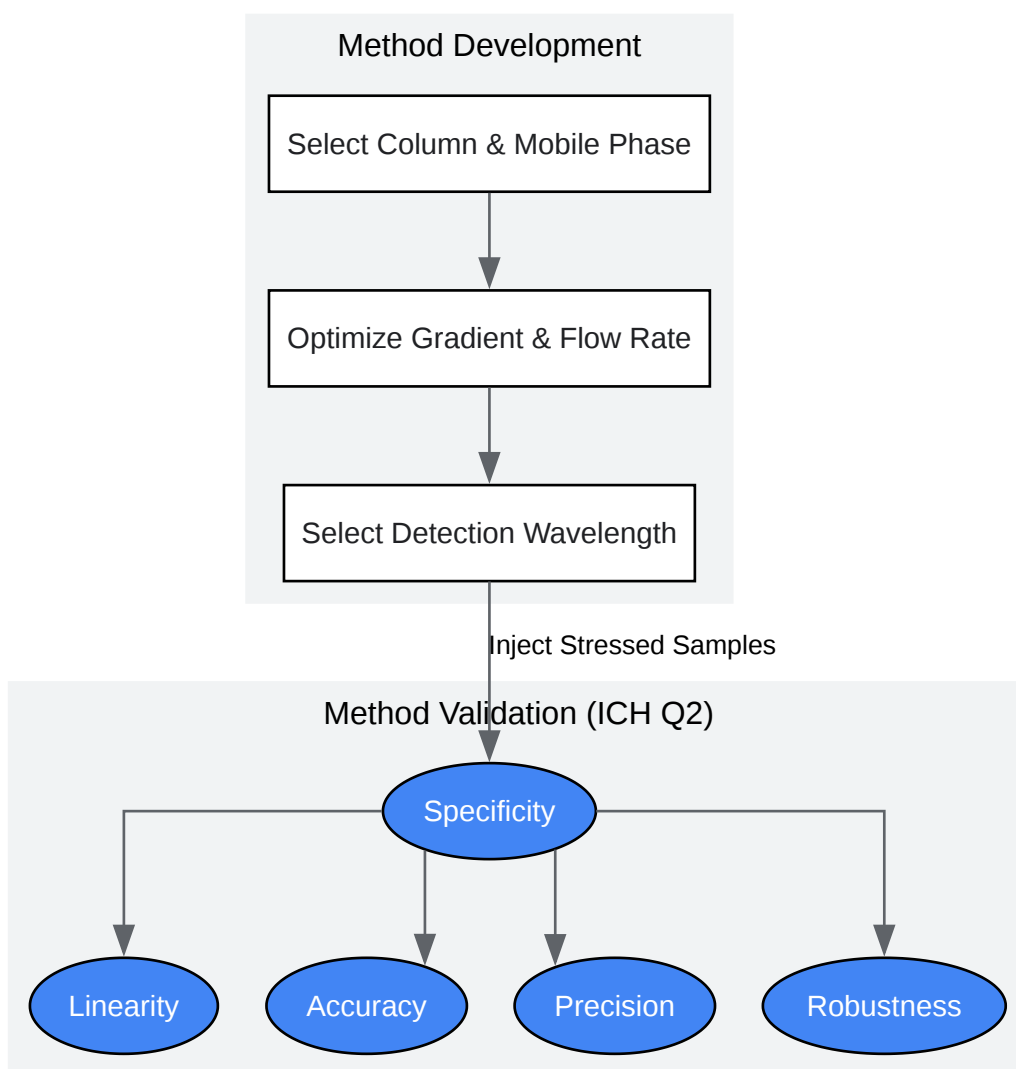 Method Development
Select Column & Mobile Phase
Optimize Gradient & Flow Rate
Select Detection Wavelength
Inject Stressed Samples
Method Validation (ICH Q2)
Specificity
Linearity
Accuracy
Precision
Robustness